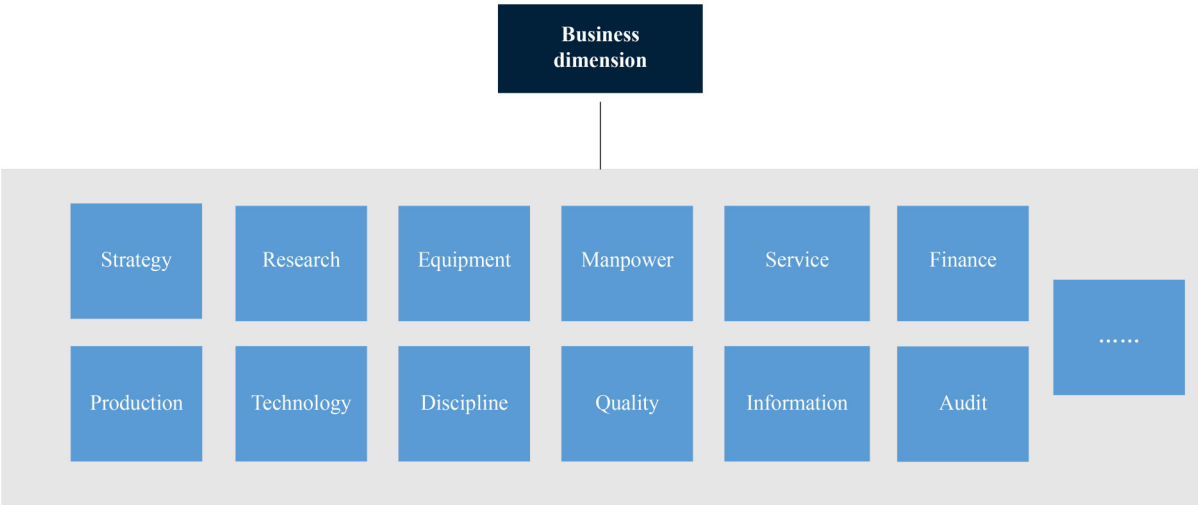 Business
dimension
Strategy
Research
Equipment
Manpower
Service
Finance
……
Production
Technology
Discipline
Quality
Information
Audit